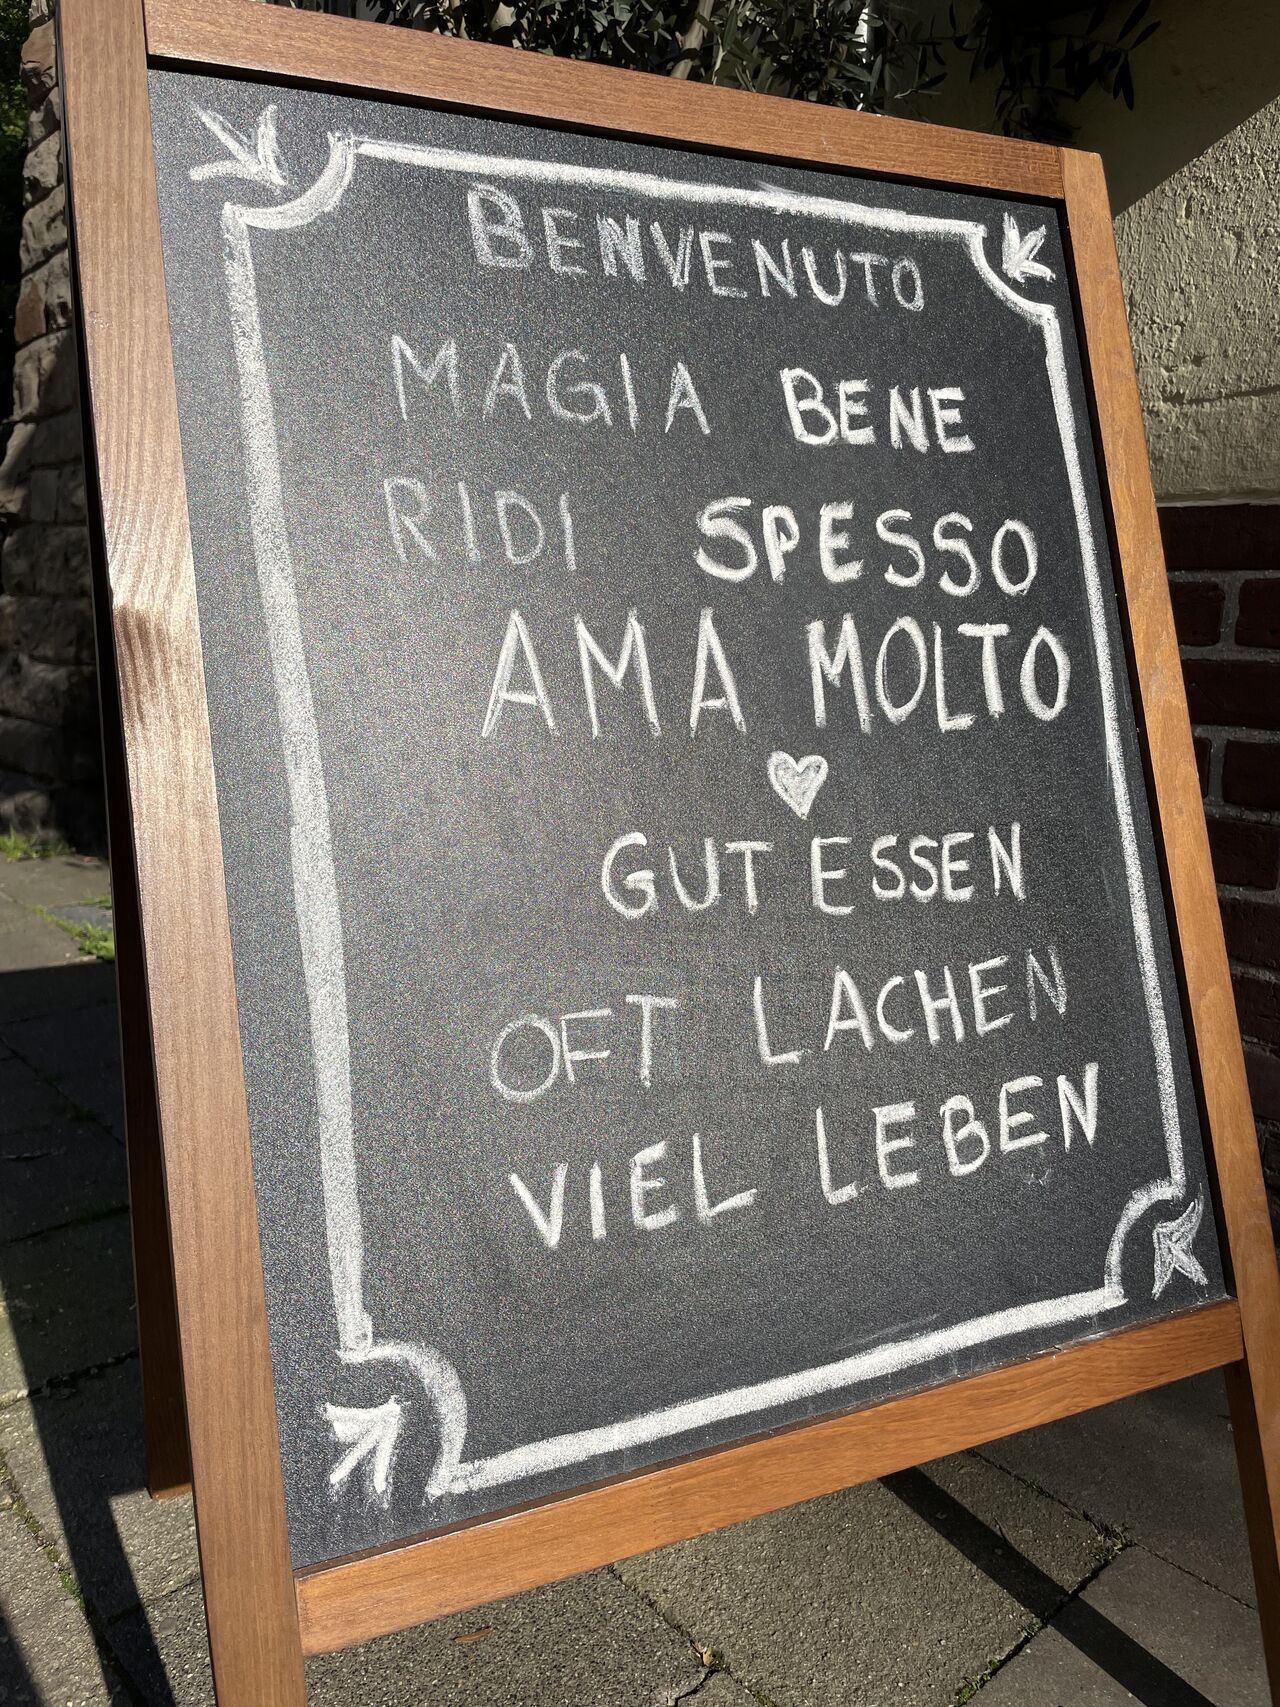 BENVENUTO
MAGIA BENE
RIDI SPESSO
AMA MOLTO
GUT ESSEN
OFT LACHEN
VIEL LEBEN